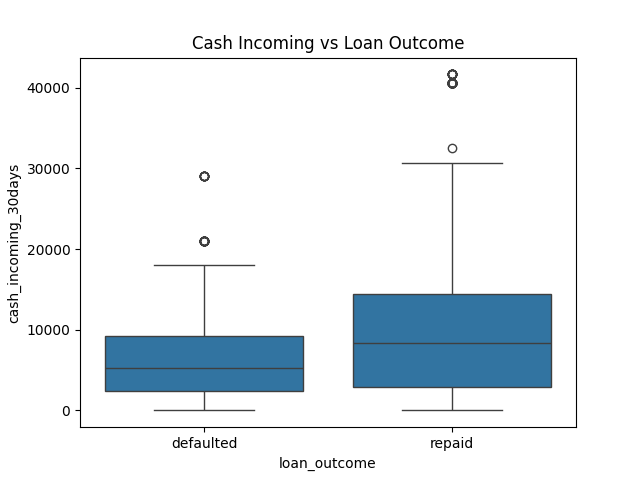 Cash Incoming vs Loan Outcome
cash_incoming_30days
40000
30000
20000
10000
0
defaulted
repaid
loan_outcome